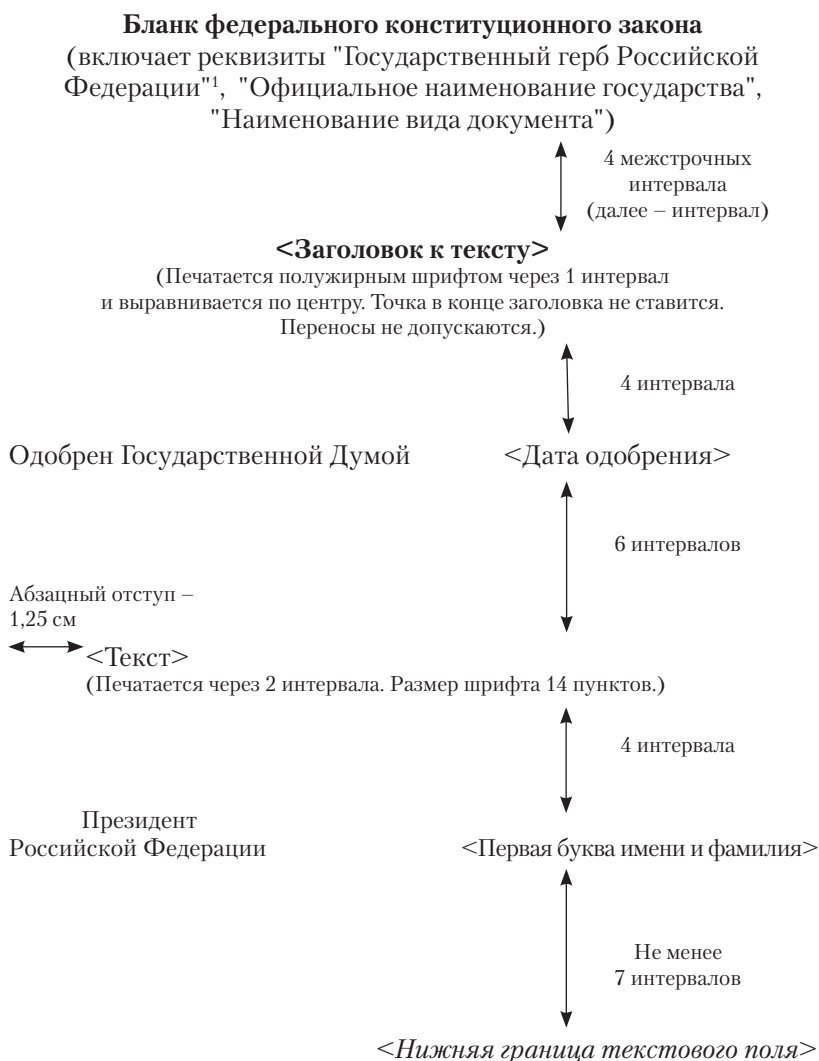 Бланк федерального конституционного закона
(включает реквизиты "Государственный герб Российской
Федерации"¹, "Официальное наименование государства",
"Наименование вида документа")
4 межстрочных
интервала
(далее – интервал)
<Заголовок к тексту>
(Печатается полужирным шрифтом через 1 интервал
и выравнивается по центру. Точка в конце заголовка не ставится.
Переносы не допускаются.)
4 интервала
Одобрен Государственной Думой <Дата одобрения>
6 интервалов
Абзацный отступ –
1,25 см
<Текст>
(Печатается через 2 интервала. Размер шрифта 14 пунктов.)
4 интервала
Президент
Российской Федерации <Первая буква имени и фамилия>
Не менее
7 интервалов
<Нижняя граница текстового поля>